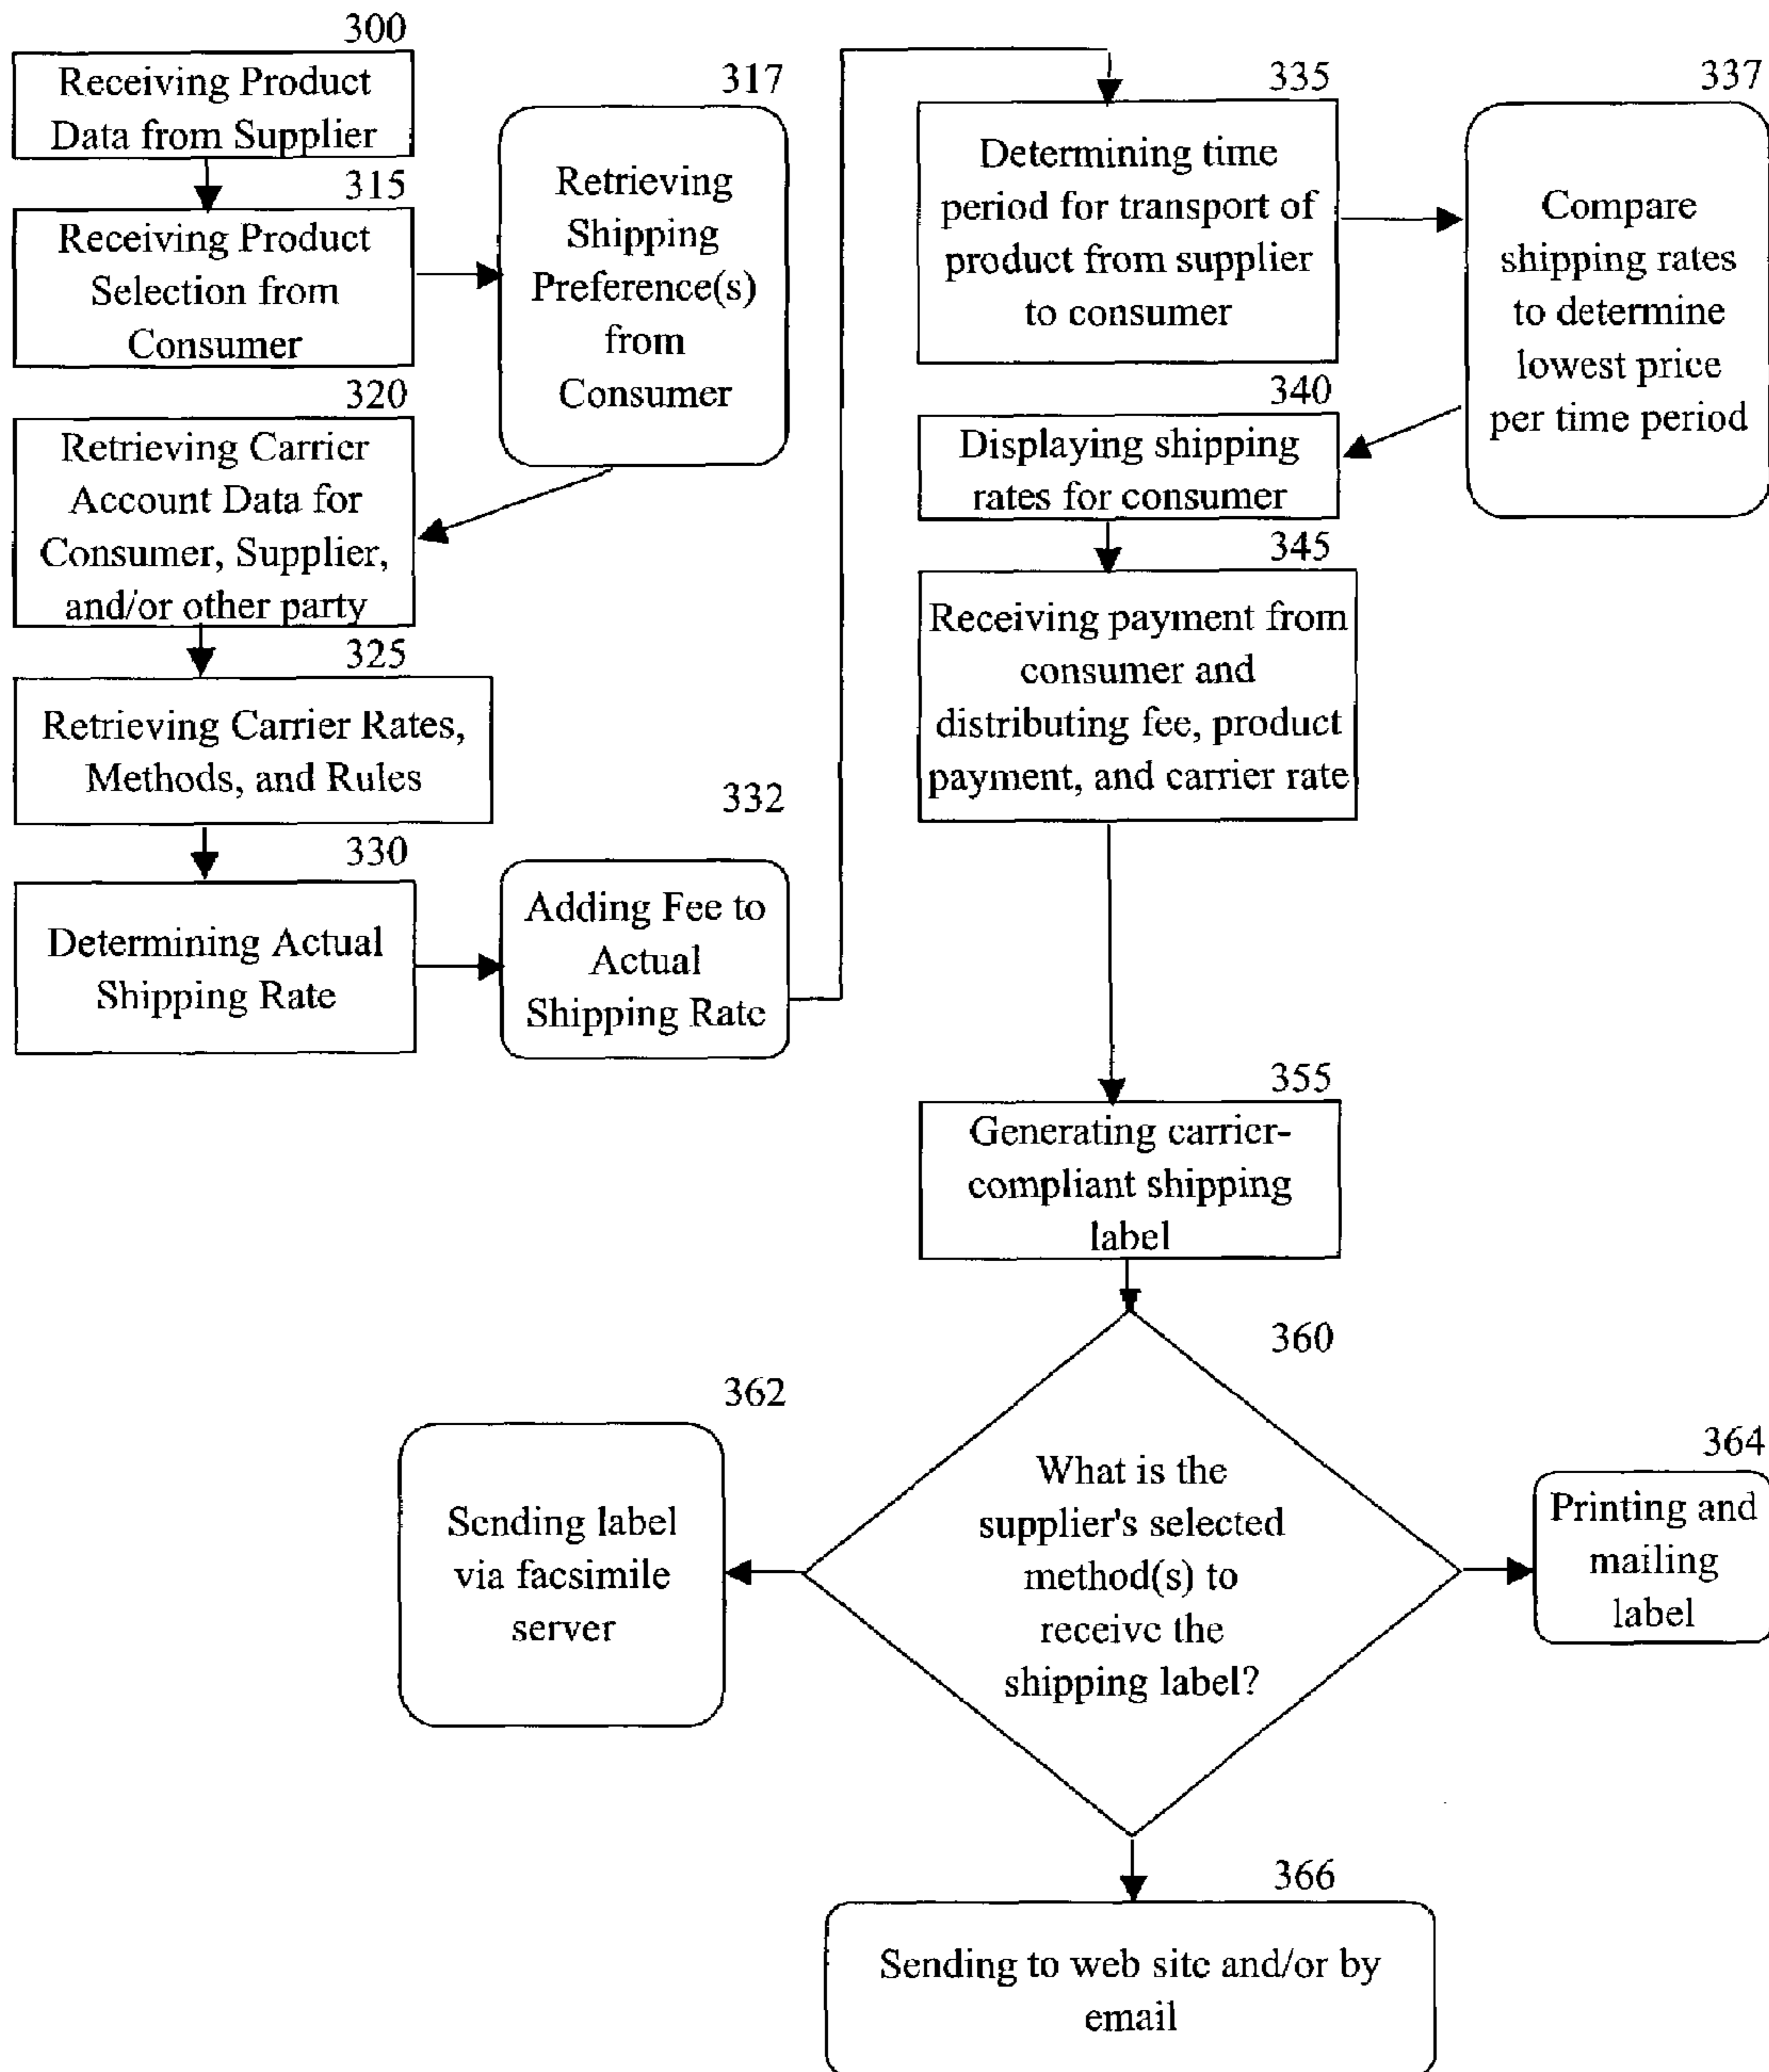 300
Receiving Product
Data from Supplier
315
Receiving Product
Selection from
Consumer
317
Retrieving
Shipping
Preference(s)
from
Consumer
320
Retrieving Carrier
Account Data for
Consumer, Supplier,
and/or other party
325
Retrieving Carrier Rates,
Methods, and Rules
330
Determining Actual
Shipping Rate
332
Adding Fee to
Actual
Shipping Rate
335
Determining time
period for transport of
product from supplier
to consumer
337
Compare
shipping rates
to determine
lowest price
per time period
340
Displaying shipping
rates for consumer
345
Receiving payment from
consumer and
distributing fee, product
payment, and carrier rate
355
Generating carrier-
compliant shipping
label
360
What is the
supplier's selected
method(s) to
receive the
shipping label?
362
Sending label
via facsimile
server
364
Printing and
mailing
label
366
Sending to web site and/or by
email